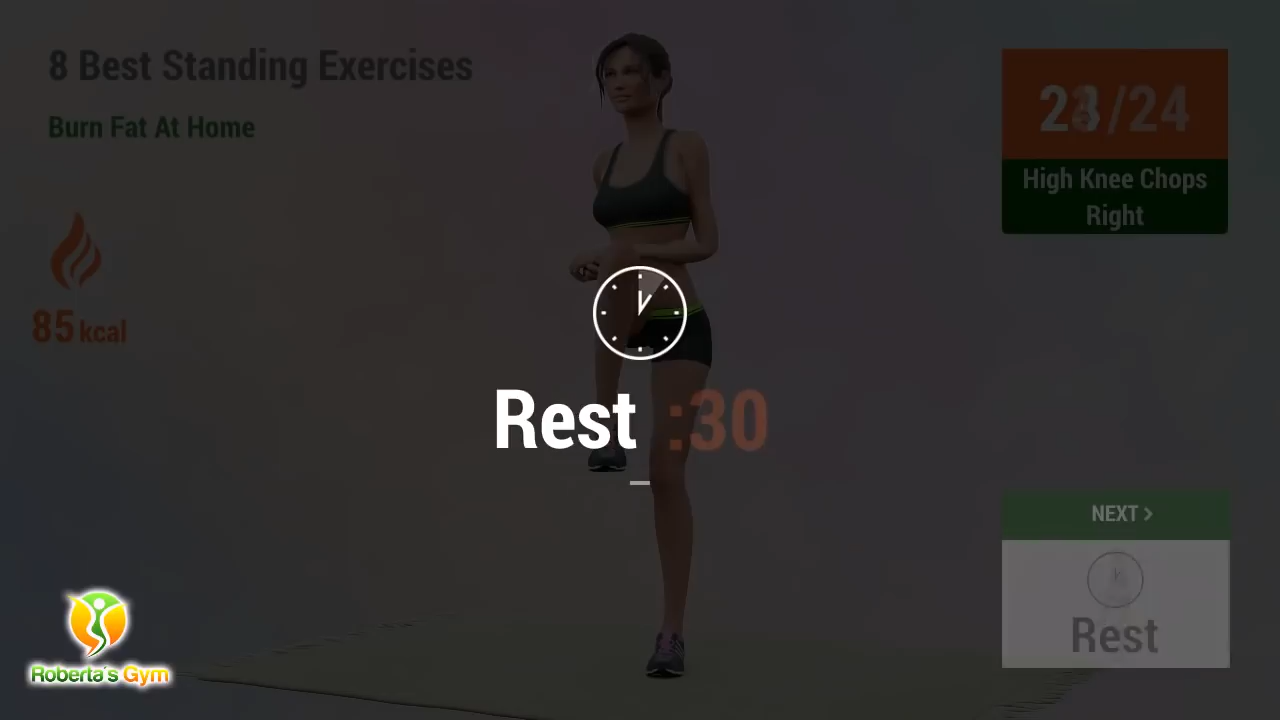 8 Best Standing Exercises
Burn Fat At Home
/24
High Knee Chops
Right
85 kcal
Rest :30
NEXT >
Rest
Roberta's Gym